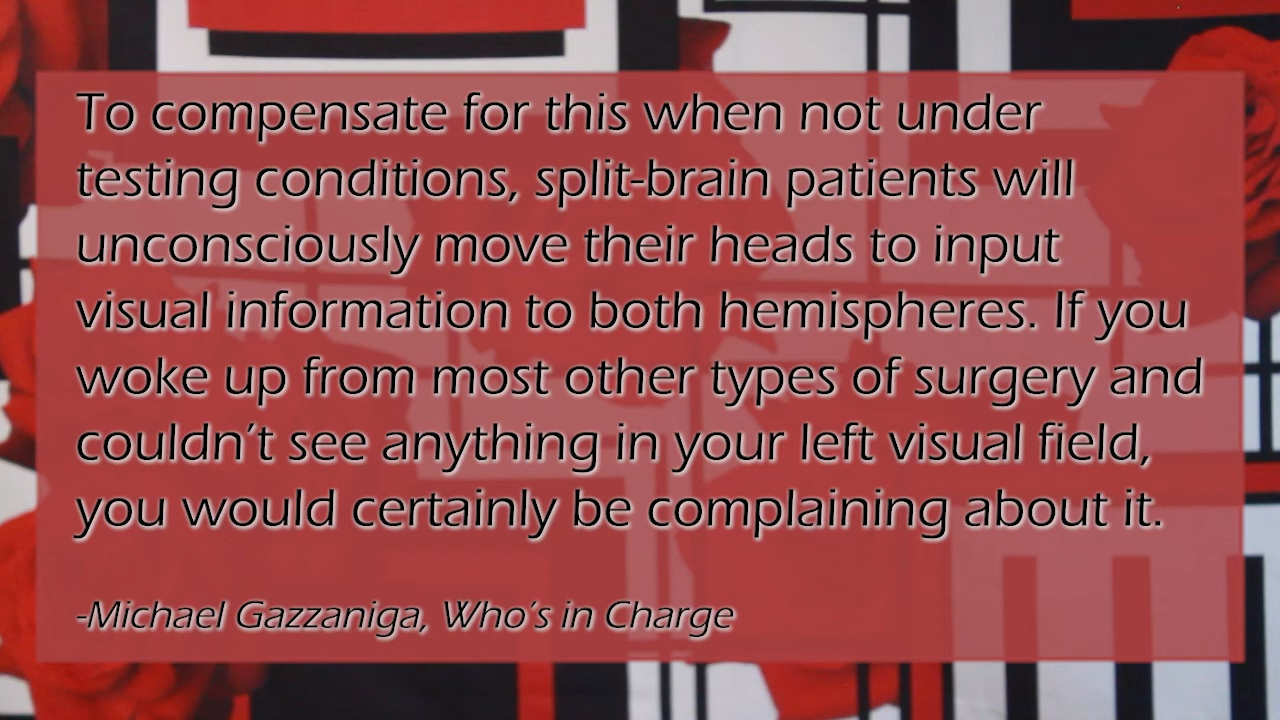 To compensate for this when not under
testing conditions, split-brain patients will
unconsciously move their heads to input
visual information to both hemispheres. If you
woke up from most other types of surgery and
couldn’t see anything in your left visual field,
you would certainly be complaining about it.
-Michael Gazzaniga, Who’s in Charge